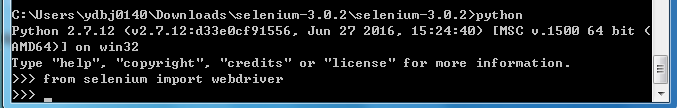 C:\Users\ydbj0140\Downloads\selenium-3.0.2\selenium-3.0.2>python
Python 2.7.12 (v2.7.12:d33e0cf91556, Jun 27 2016, 15:24:40) [MSC v.1500 64 bit (
AMD64)] on win32
Type "help", "copyright", "credits" or "license" for more information.
>>> from selenium import webdriver
>>> _